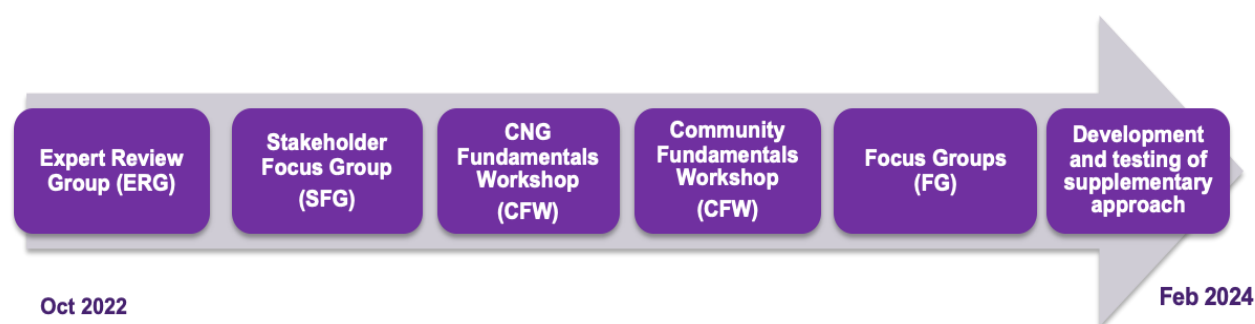 Expert Review
Group (ERG)
Stakeholder
Focus Group
(SFG)
CNG
Fundamentals
Workshop
(CFW)
Community
Fundamentals
Workshop
(CFW)
Focus Groups
(FG)
Development
and testing of
supplementary
approach
Oct 2022
Feb 2024